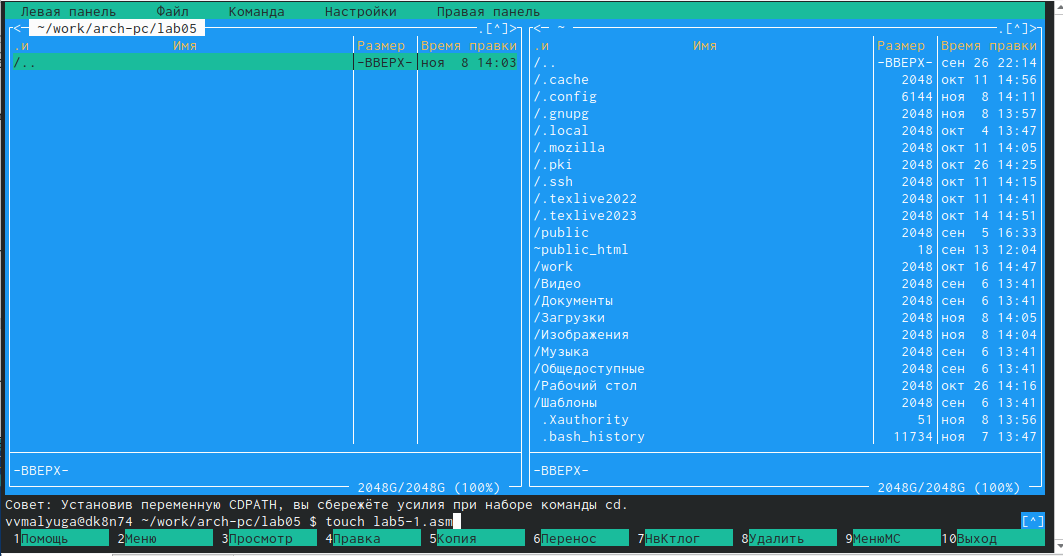 Левая панель Файл Команда Настройки Правая панель
<─ ~/work/arch-pc/lab05 .[^]> <─ ~ .[^]>
.и Имя Размер Время правки .и Имя Размер Время правки
/.. -ВВЕРХ- ноя 8 14:03 /.. -ВВЕРХ- сен 26 22:14
/.cache 2048 окт 11 14:56
/.config 6144 ноя 8 14:11
/.gnupg 2048 ноя 8 13:57
/.local 2048 окт 4 13:47
/.mozilla 2048 окт 11 14:05
/.pki 2048 окт 26 14:25
/.ssh 2048 окт 11 14:15
/.texlive2022 2048 окт 11 14:41
/.texlive2023 2048 окт 14 14:51
/public 2048 сен 5 16:33
~public_html 18 сен 13 12:04
/work 2048 окт 16 14:47
/Видео 2048 сен 6 13:41
/Документы 2048 сен 6 13:41
/Загрузки 2048 ноя 8 14:05
/Изображения 2048 ноя 8 14:04
/Музыка 2048 сен 6 13:41
/Общедоступные 2048 сен 6 13:41
/Рабочий стол 2048 окт 26 14:16
/Шаблоны 2048 сен 6 13:41
.Xauthority 51 ноя 8 13:56
.bash_history 11734 ноя 7 13:47
-ВВЕРХ- -ВВЕРХ-
2048G/2048G (100%) 2048G/2048G (100%)
Совет: Установив переменную CDPATH, вы сбережёте усилия при наборе команды cd.
vvmalyuga@dk8n74 ~/work/arch-pc/lab05 $ touch lab5-1.asm [^]
1Помощь 2Меню 3Просмотр 4Правка 5Копия 6Перенос 7НвКтлог 8Удалить 9МенюMC 10Выход